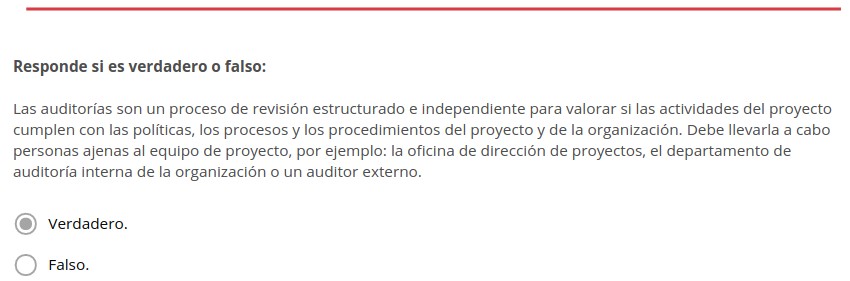 Responde si es verdadero o falso:
Las auditorías son un proceso de revisión estructurado e independiente para valorar si las actividades del proyecto
cumplen con las políticas, los procesos y los procedimientos del proyecto y de la organización. Debe llevarla a cabo
personas ajenas al equipo de proyecto, por ejemplo: la oficina de dirección de proyectos, el departamento de
auditoría interna de la organización o un auditor externo.
Verdadero.
Falso.